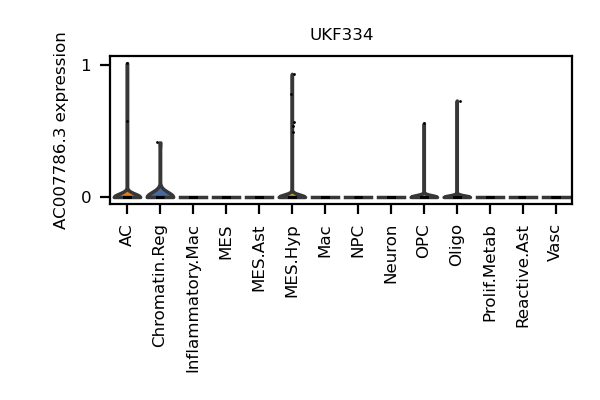 UKF334
AC007786.3 expression
1
0
AC
Chromatin.Reg
Inflammatory.Mac
MES
MES.Ast
MES.Hyp
Mac
NPC
Neuron
OPC
Oligo
Prolif.Metab
Reactive.Ast
Vasc